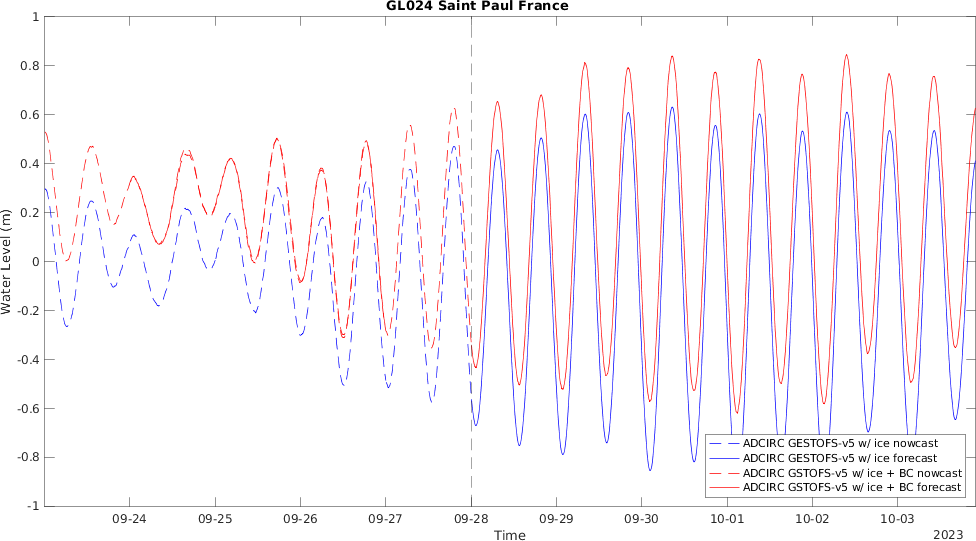 GL024 Saint Paul France
1
0.8
0.6
0.4
0.2
0
-0.2
-0.4
-0.6
-0.8
-1
Water Level (m)
09-24 09-25 09-26 09-27 09-28 09-29 09-30 10-01 10-02 10-03
Time
2023
ADCIRC GESTOFS-v5 w/ ice nowcast
ADCIRC GESTOFS-v5 w/ ice forecast
ADCIRC GSTOFS-v5 w/ ice + BC nowcast
ADCIRC GSTOFS-v5 w/ ice + BC forecast